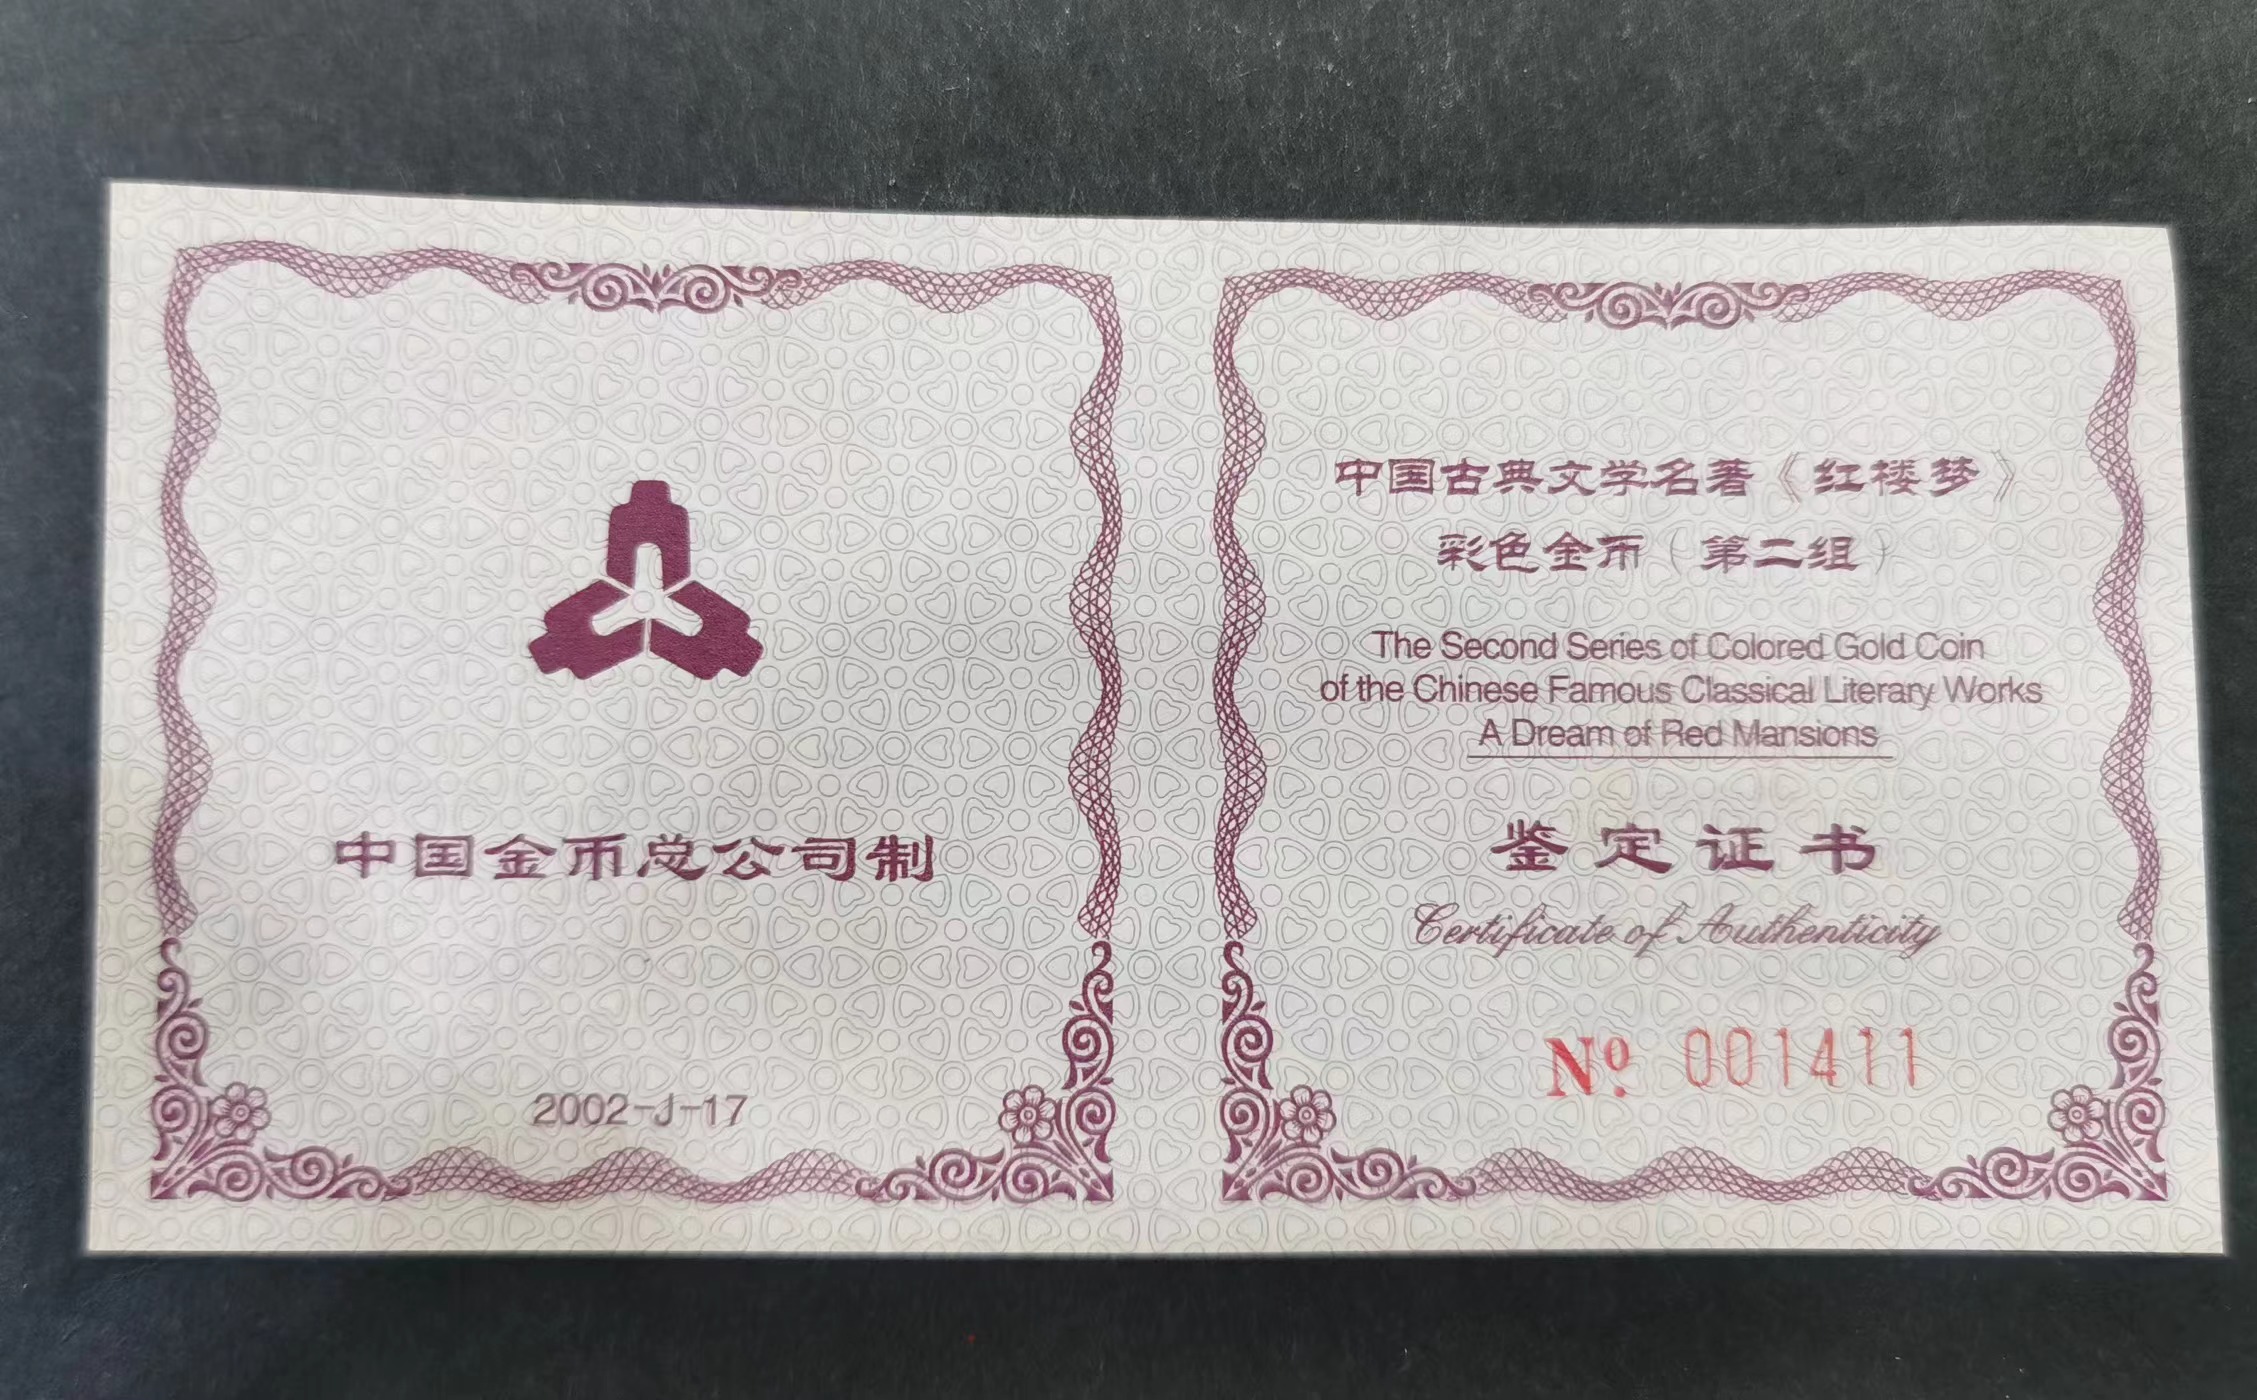 中国金币总公司制
2002-J-17
中国古典文学名著《红楼梦》
彩色金币（第二组）
The Second Series of Colored Gold Coin
of the Chinese Famous Classical Literary Works
A Dream of Red Mansions
鉴定证书
Certificate of Authenticity
Nº 001411